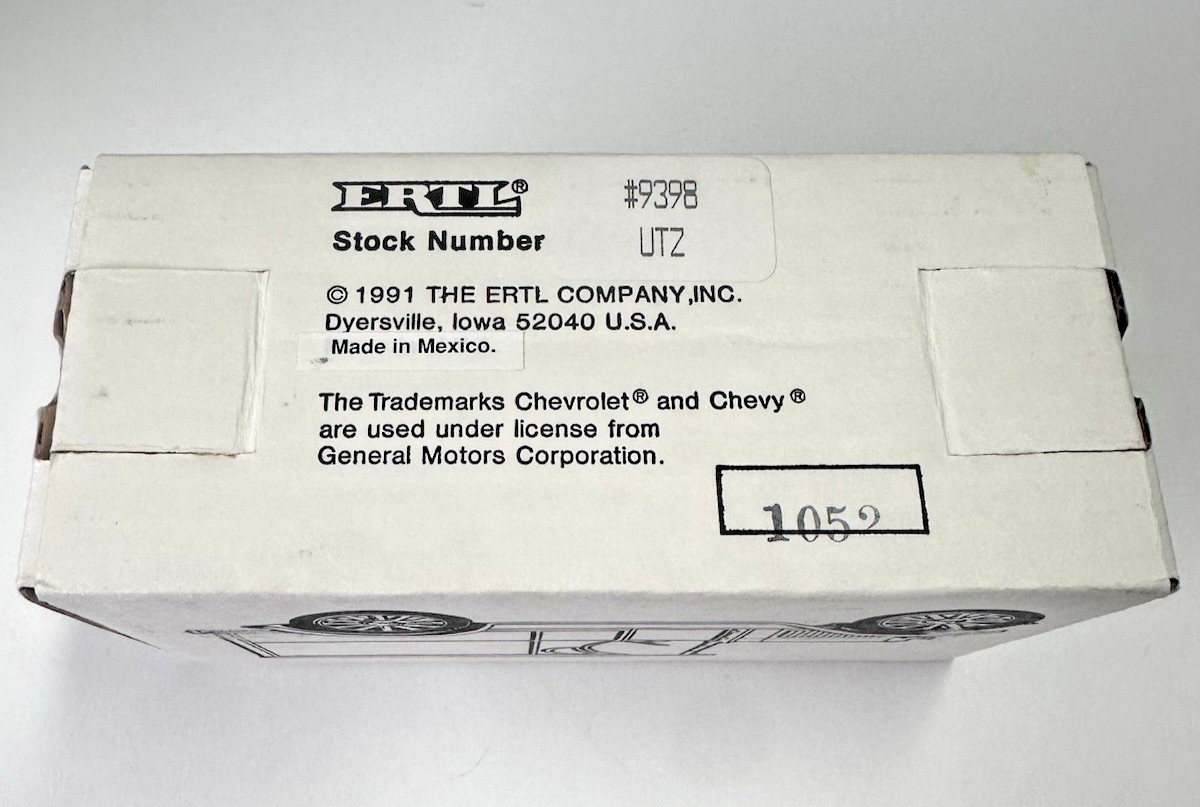 ERTL®
#9398
Stock Number
UTZ
© 1991 THE ERTL COMPANY,INC.
Dyersville, Iowa 52040 U.S.A.
Made in Mexico.
The Trademarks Chevrolet® and Chevy®
are used under license from
General Motors Corporation.
1052